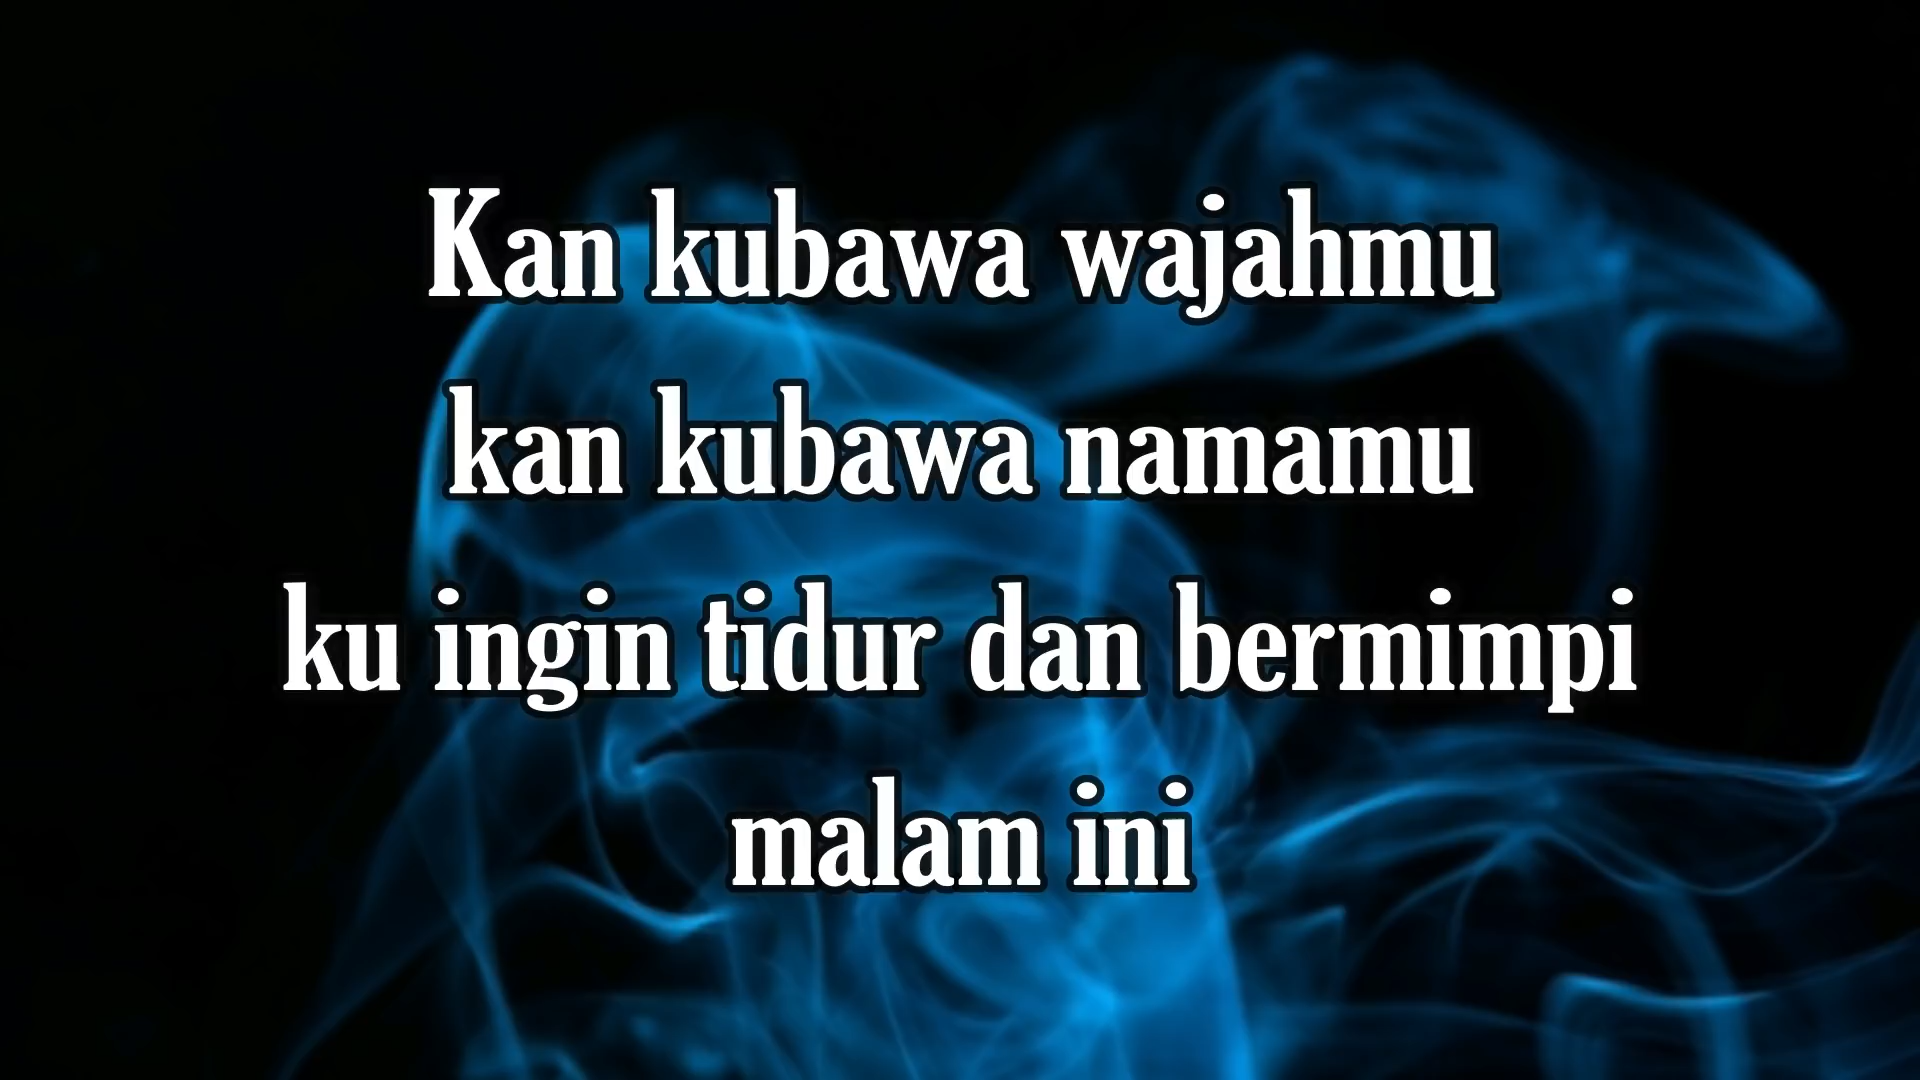 Kan kubawa wajahmu
kan kubawa namamu
ku ingin tidur dan bermimpi
malam ini